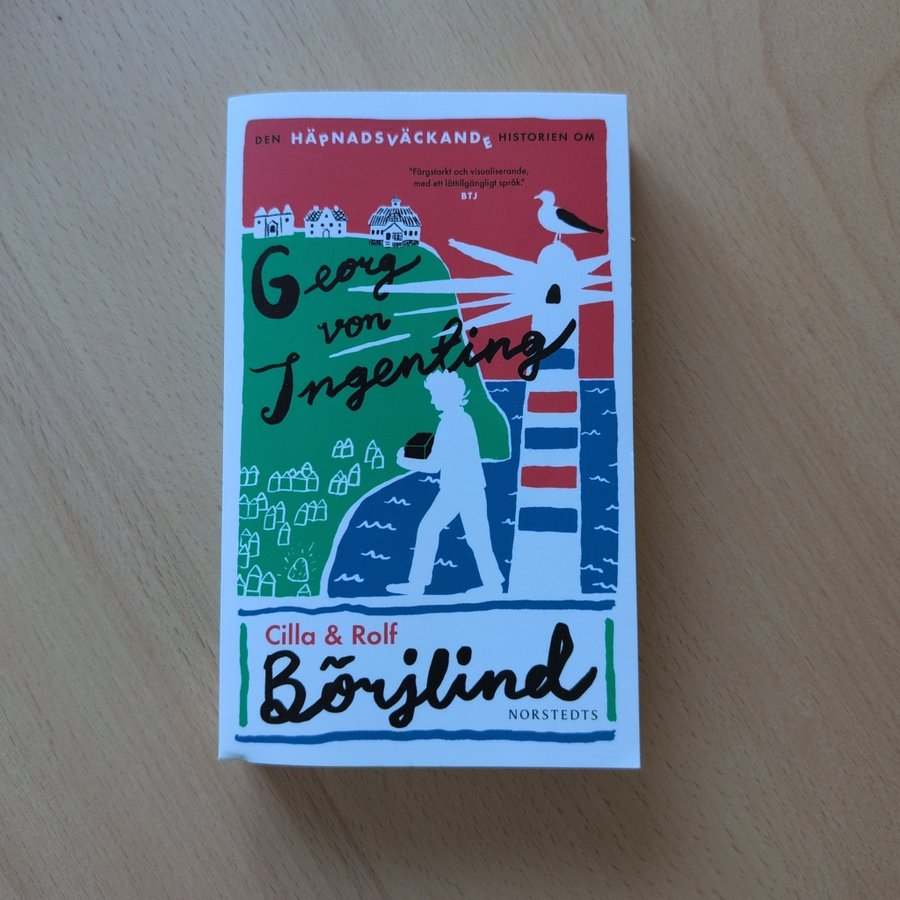 DEN HÄPNADSVÄCKANDE HISTORIEN OM
"Färgstarkt och visualiserande,
med ett lättillgängligt språk."
BTJ
Georg
von
Ingenting
Cilla & Rolf
Börjlind
NORSTEDTS